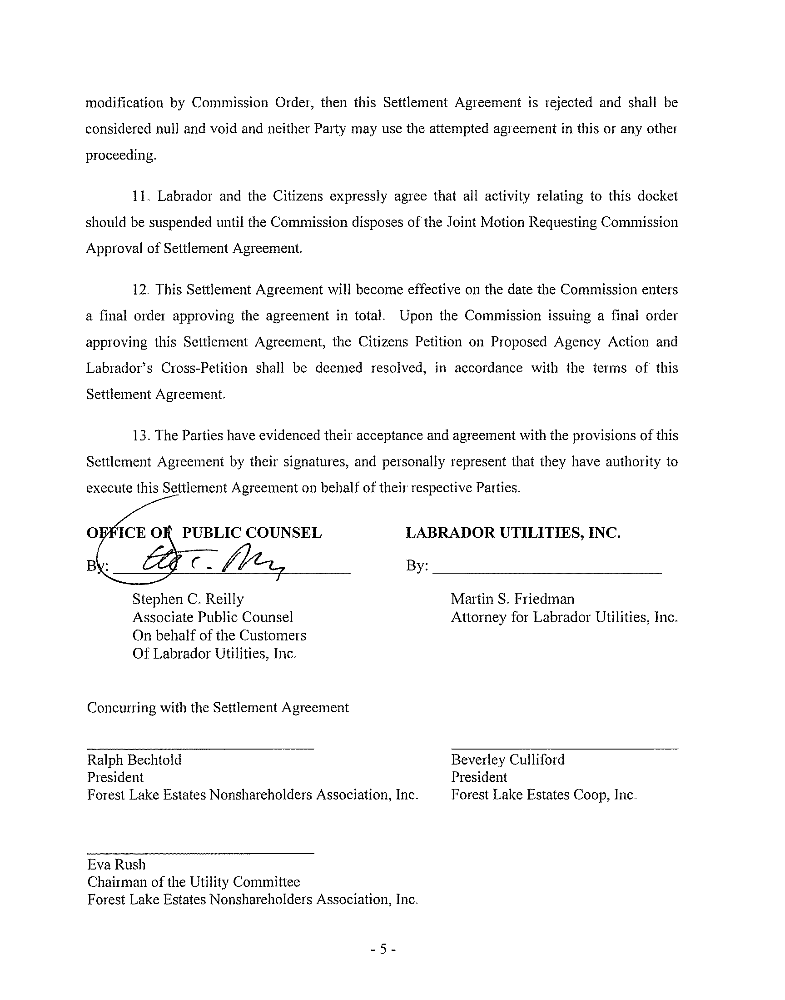 modification by Commission Order, then this Settlement Agreement is rejected and shall be
considered null and void and neither Party may use the attempted agreement in this or any other
proceeding.
11. Labrador and the Citizens expressly agree that all activity relating to this docket
should be suspended until the Commission disposes of the Joint Motion Requesting Commission
Approval of Settlement Agreement.
12. This Settlement Agreement will become effective on the date the Commission enters
a final order approving the agreement in total. Upon the Commission issuing a final order
approving this Settlement Agreement, the Citizens Petition on Proposed Agency Action and
Labrador's Cross-Petition shall be deemed resolved, in accordance with the terms of this
Settlement Agreement.
13. The Parties have evidenced their acceptance and agreement with the provisions of this
Settlement Agreement by their signatures, and personally represent that they have authority to
execute this Settlement Agreement on behalf of their respective Parties.
OFFICE OF PUBLIC COUNSEL LABRADOR UTILITIES, INC.
By: By:
Stephen C. Reilly Martin S. Friedman
Associate Public Counsel Attorney for Labrador Utilities, Inc.
On behalf of the Customers
Of Labrador Utilities, Inc.
Concurring with the Settlement Agreement
Ralph Bechtold Beverley Culliford
President President
Forest Lake Estates Nonshareholders Association, Inc. Forest Lake Estates Coop, Inc.
Eva Rush
Chairman of the Utility Committee
Forest Lake Estates Nonshareholders Association, Inc.
- 5 -